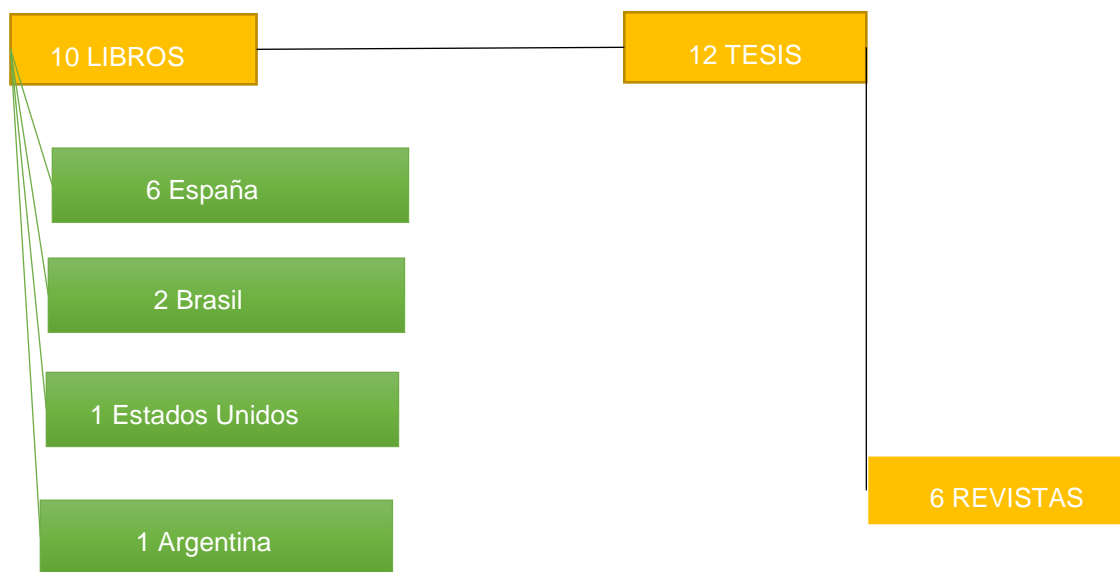 10 LIBROS
12 TESIS
6 España
2 Brasil
1 Estados Unidos
1 Argentina
6 REVISTAS